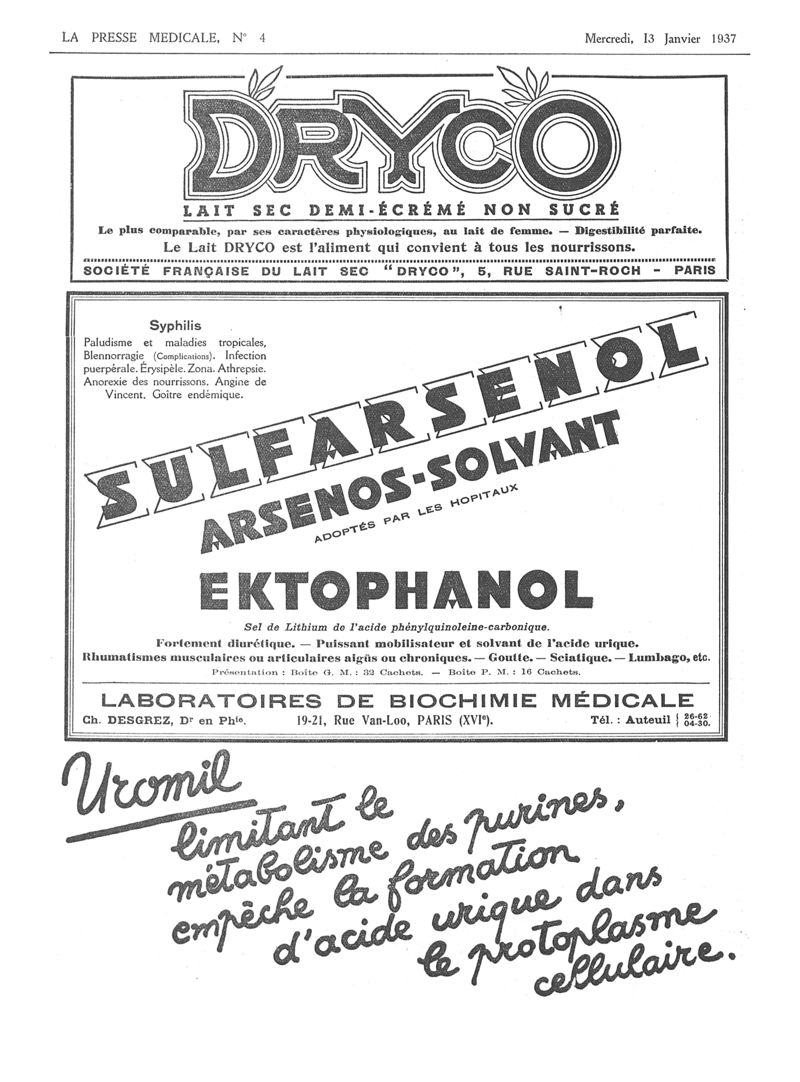 LA PRESSE MEDICALE, N° 4
Mercredi, 13 Janvier 1937
DRYCO
LAIT SEC DEMI-ÉCRÉMÉ NON SUCRÉ
Le plus comparable, par ses caractères physiologiques, au lait de femme. — Digestibilité parfaite.
Le Lait DRYCO est l'aliment qui convient à tous les nourrissons.
SOCIÉTÉ FRANÇAISE DU LAIT SEC "DRYCO", 5, RUE SAINT-ROCH - PARIS
Syphilis
Paludisme et maladies tropicales,
Blennorragie (Complications). Infection
puerpérale. Érysipèle. Zona. Athrepsie.
Anorexie des nourrissons. Angine de
Vincent. Goître endémique.
SULFARSENOL
ARSENOS-SOLVANT
ADOPTÉS PAR LES HOPITAUX
EKTOPHANOL
Sel de Lithium de l'acide phénylquinoleine-carbonique.
Fortement diurétique. — Puissant mobilisateur et solvant de l'acide urique.
Rhumatismes musculaires ou articulaires aigüs ou chroniques. — Goutte. — Sciatique. — Lumbago, etc.
Présentation : Boîte G. M. : 32 Cachets. — Boîte P. M. : 16 Cachets.
LABORATOIRES DE BIOCHIMIE MÉDICALE
Ch. DESGREZ, Dr en Phie. 19-21, Rue Van-Loo, PARIS (XVIe). Tél. : Auteuil { 26-62
04-30.
Uromil
limitant le
métabolisme des purines,
empêche la formation
d'acide urique dans
le protoplasme
cellulaire.